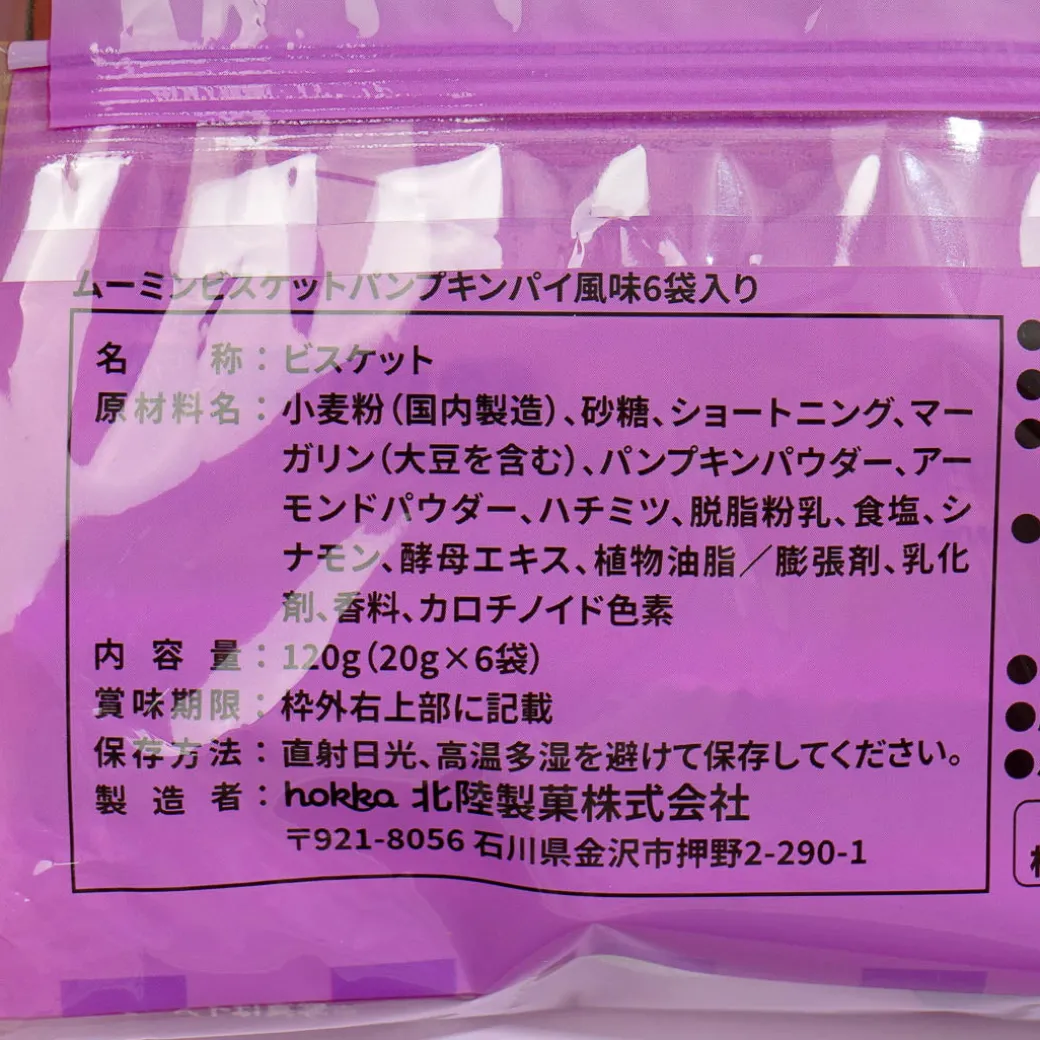 ムーミンビスケットパンプキンパイ風味6袋入り
名称：ビスケット
原材料名：小麦粉（国内製造）、砂糖、ショートニング、マー
ガリン（大豆を含む）、パンプキンパウダー、アー
モンドパウダー、ハチミツ、脱脂粉乳、食塩、シ
ナモン、酵母エキス、植物油脂／膨張剤、乳化
剤、香料、カロチノイド色素
内容量：120g（20g×6袋）
賞味期限：枠外右上部に記載
保存方法：直射日光、高温多湿を避けて保存してください。
製造者：hokka 北陸製菓株式会社
〒921-8056 石川県金沢市押野2-290-1